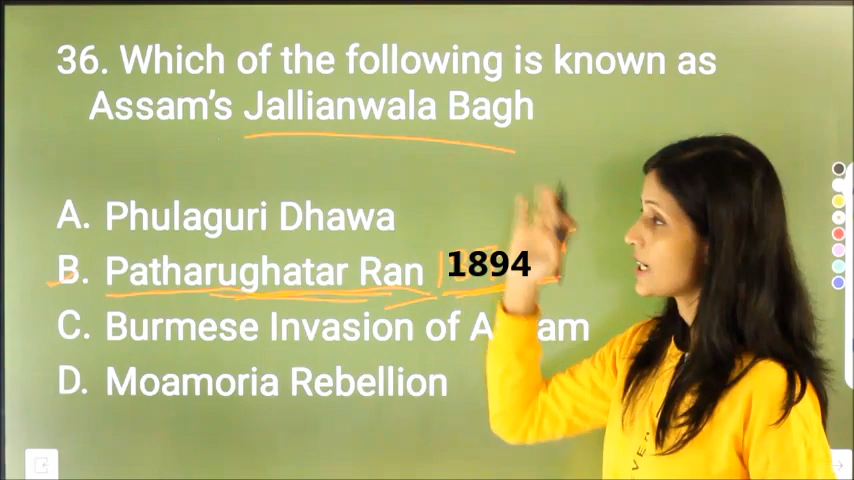 36. Which of the following is known as
Assam's Jallianwala Bagh
A. Phulaguri Dhawa
B. Patharughatar Ran 1894
C. Burmese Invasion of A am
D. Moamoria Rebellion
VEN